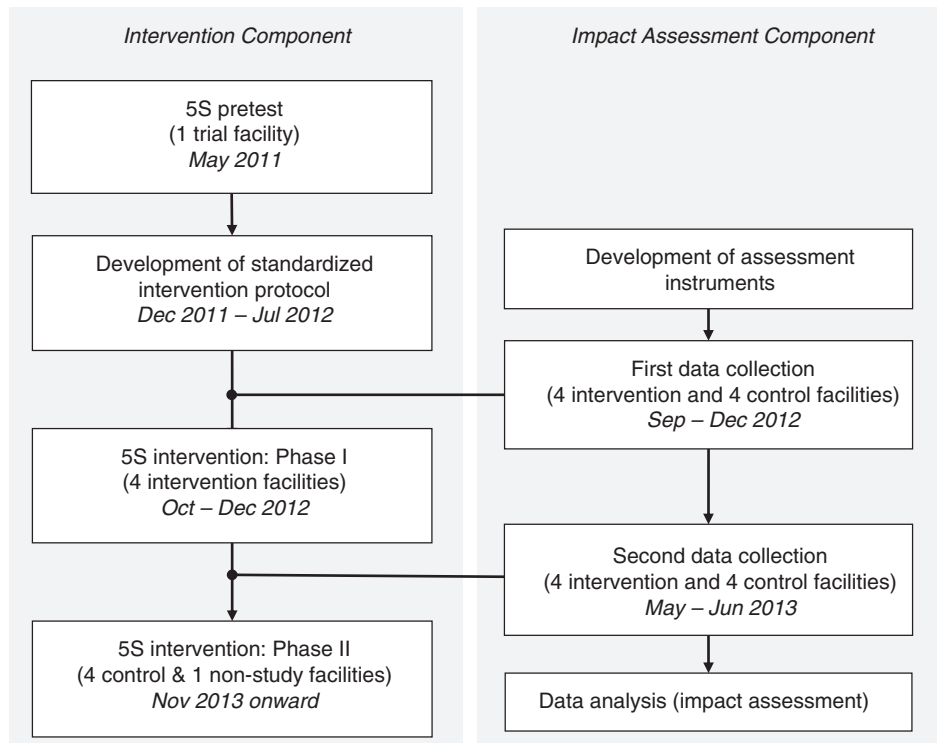 Intervention Component
5S pretest
(1 trial facility)
May 2011
Development of standardized
intervention protocol
Dec 2011 – Jul 2012
5S intervention: Phase I
(4 intervention facilities)
Oct – Dec 2012
5S intervention: Phase II
(4 control & 1 non-study facilities)
Nov 2013 onward
Impact Assessment Component
Development of assessment
instruments
First data collection
(4 intervention and 4 control facilities)
Sep – Dec 2012
Second data collection
(4 intervention and 4 control facilities)
May – Jun 2013
Data analysis (impact assessment)